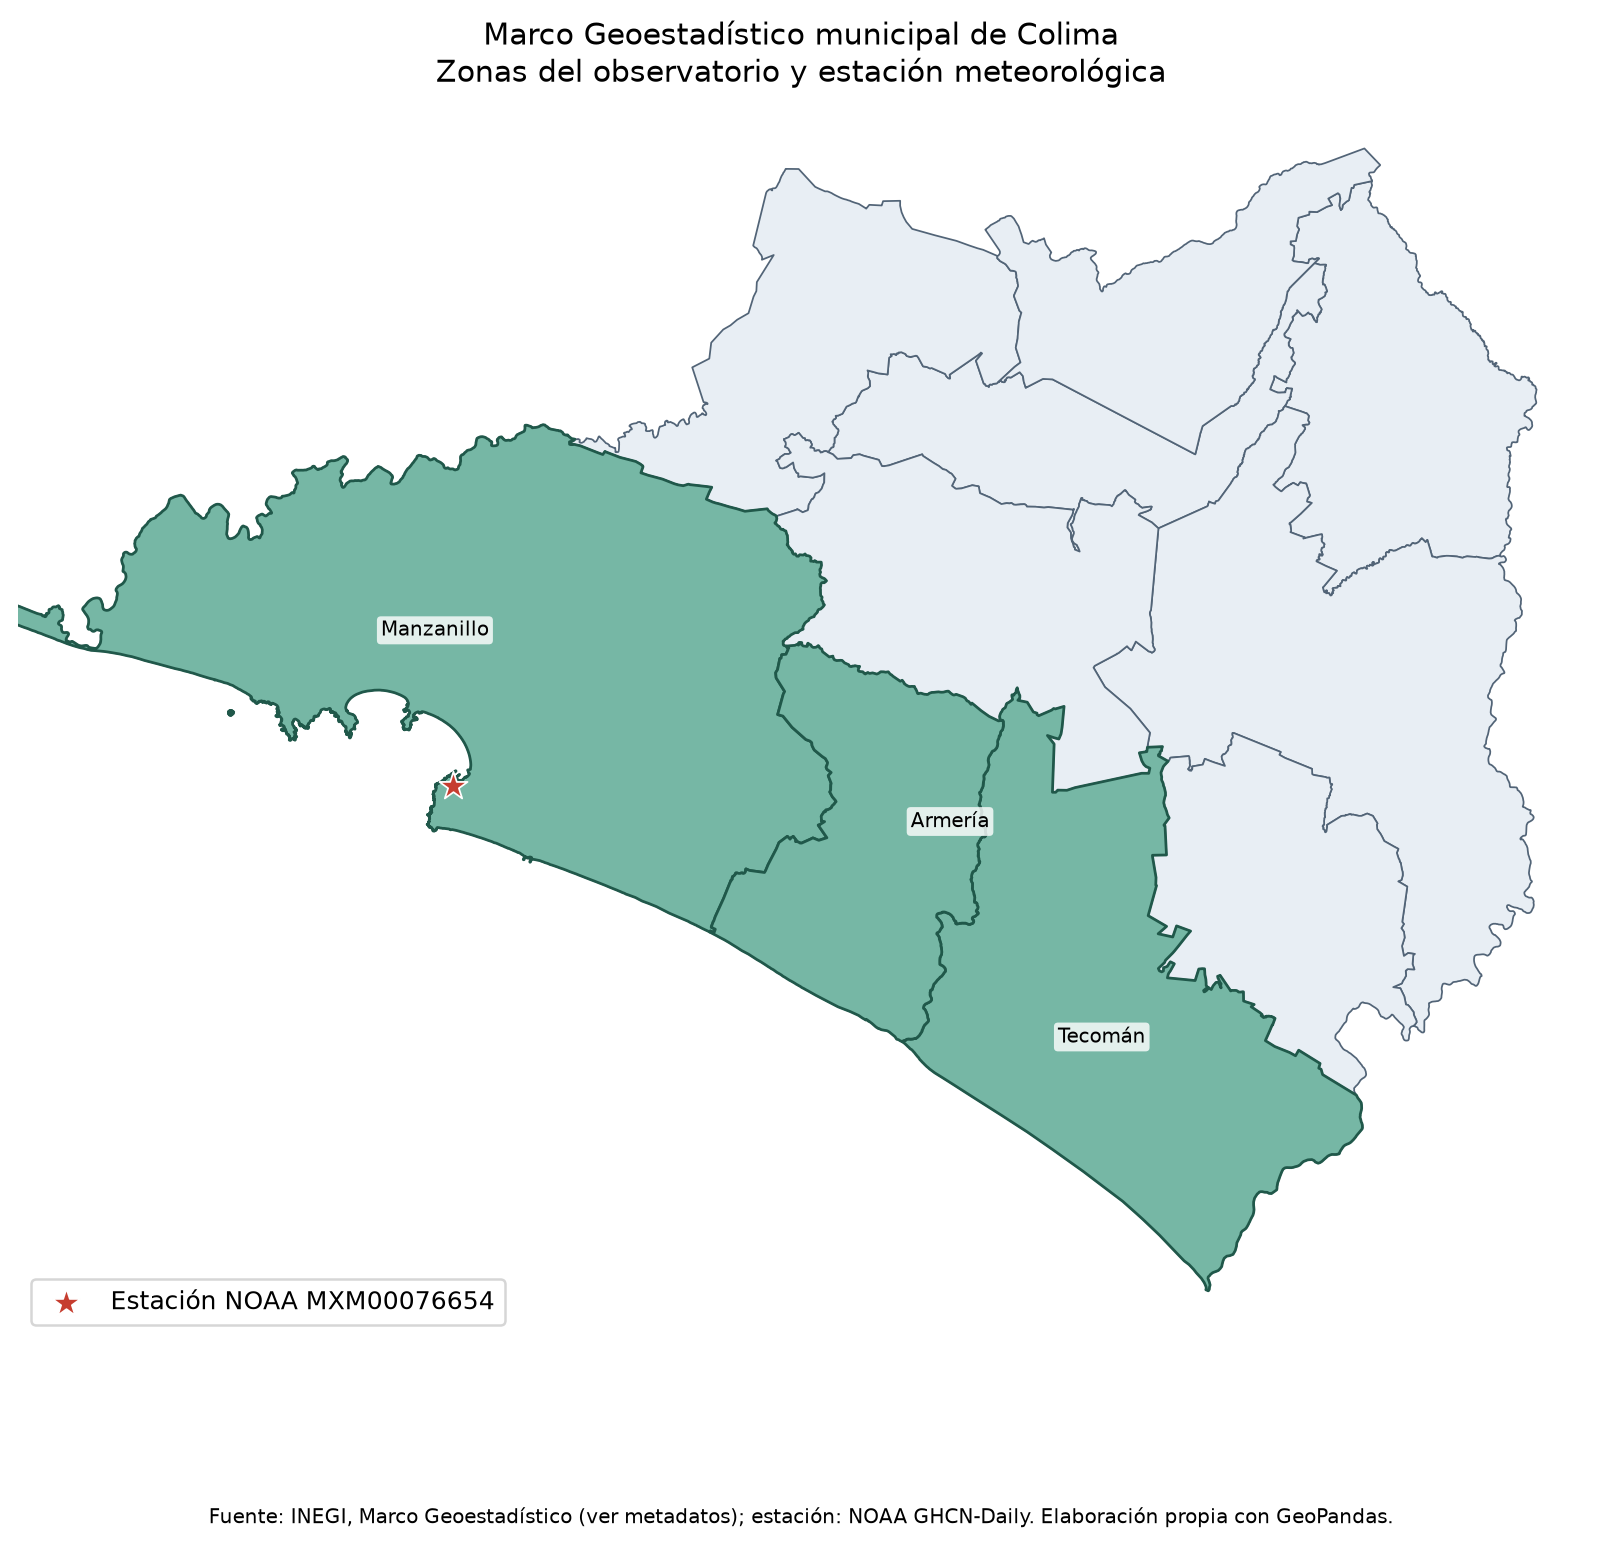 Marco Geoestadístico municipal de Colima
Zonas del observatorio y estación meteorológica
Manzanillo
Armería
Tecomán
Estación NOAA MXM00076654
Fuente: INEGI, Marco Geoestadístico (ver metadatos); estación: NOAA GHCN-Daily. Elaboración propia con GeoPandas.